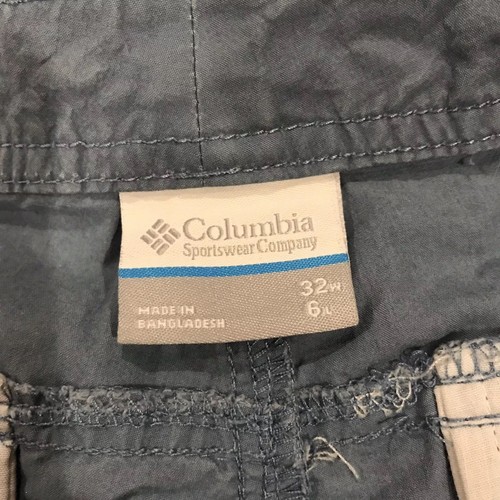 Columbia
Sportswear Company
32W
6L
MADE IN
BANGLADESH